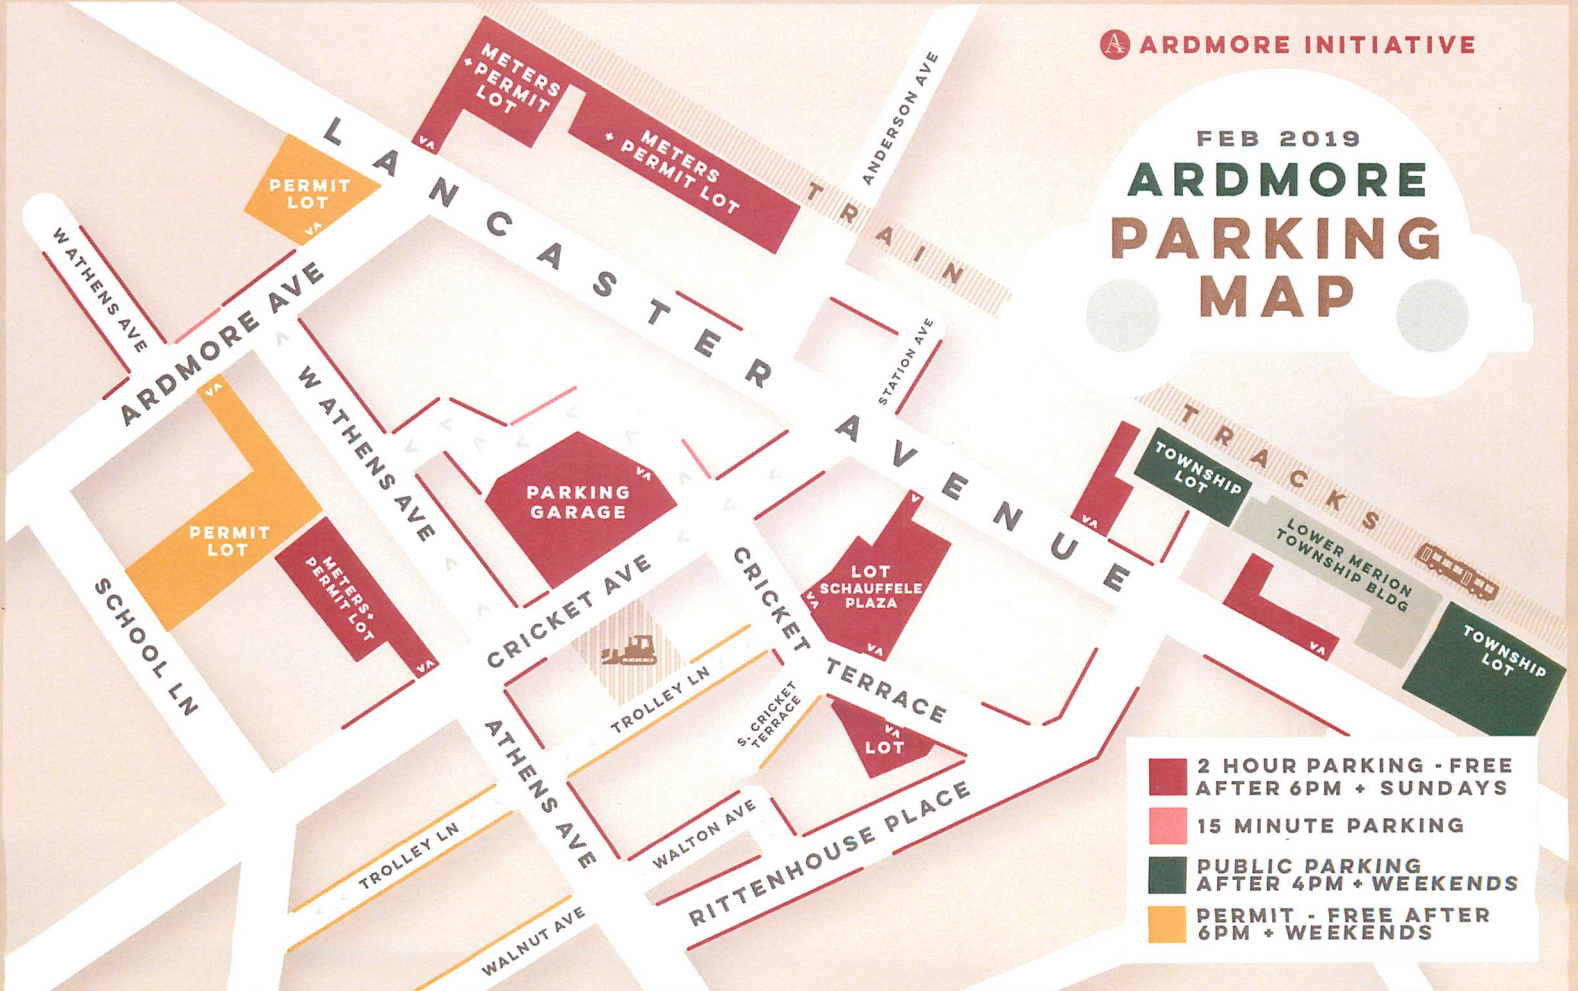 ARDMORE INITIATIVE
FEB 2019
ARDMORE
PARKING
MAP
METERS
+ PERMIT
LOT
METERS
+ PERMIT LOT
ANDERSON AVE
TRAIN
TRACKS
LANCASTER AVENUE
PERMIT
LOT
WATHENS AVE
ARDMORE AVE
W ATHENS AVE
STATION AVE
PARKING
GARAGE
PERMIT
LOT
METERS+
PERMIT LOT
SCHOOL LN
CRICKET AVE
CRICKET TERRACE
LOT
SCHAUFFELE
PLAZA
TOWNSHIP
LOT
LOWER MERION
TOWNSHIP BLDG
TOWNSHIP
LOT
TROLLEY LN
S. CRICKET
TERRACE
LOT
ATHENS AVE
WALTON AVE
RITTENHOUSE PLACE
TROLLEY LN
WALNUT AVE
2 HOUR PARKING - FREE
AFTER 6PM + SUNDAYS
15 MINUTE PARKING
PUBLIC PARKING
AFTER 4PM + WEEKENDS
PERMIT - FREE AFTER
6PM + WEEKENDS